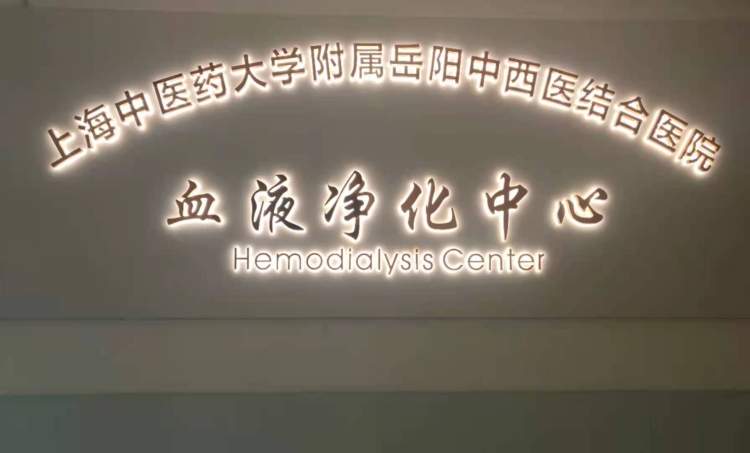 上海中医药大学附属岳阳中西医结合医院
血液净化中心
Hemodialysis Center